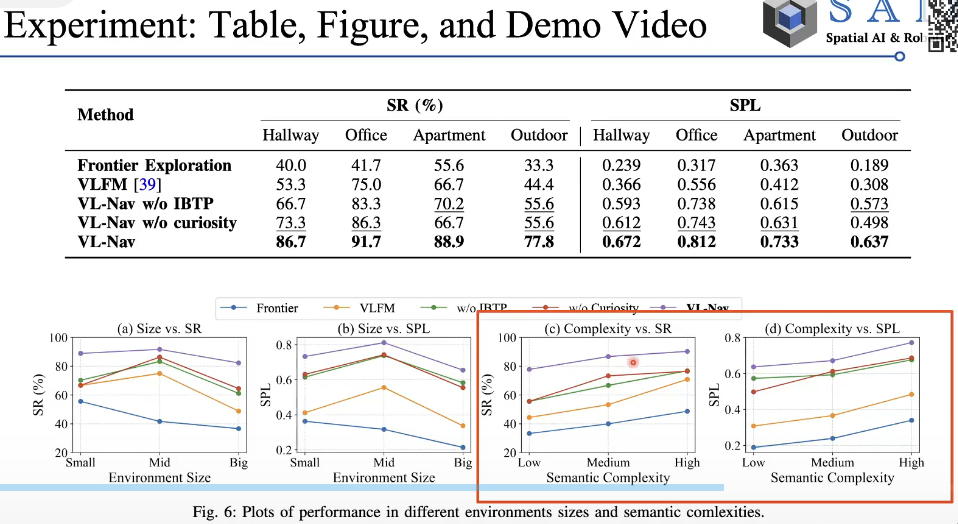 Experiment: Table, Figure, and Demo Video
S A
Spatial AI & Rob
Method SR (%) SPL
Hallway Office Apartment Outdoor Hallway Office Apartment Outdoor
Frontier Exploration 40.0 41.7 55.6 33.3 0.239 0.317 0.363 0.189
VLFM [39] 53.3 75.0 66.7 44.4 0.366 0.556 0.412 0.308
VL-Nav w/o IBTP 66.7 83.3 70.2 55.6 0.593 0.738 0.615 0.573
VL-Nav w/o curiosity 73.3 86.3 66.7 55.6 0.612 0.743 0.631 0.498
VL-Nav 86.7 91.7 88.9 77.8 0.672 0.812 0.733 0.637
Frontier VLFM w/o IBTP w/o Curiosity VL-Nav
(a) Size vs. SR
100
80
60
40
20
SR (%)
Small Mid Big
Environment Size
(b) Size vs. SPL
0.8
0.6
0.4
0.2
SPL
Small Mid Big
Environment Size
(c) Complexity vs. SR
100
80
60
40
20
SR (%)
Low Medium High
Semantic Complexity
(d) Complexity vs. SPL
0.8
0.6
0.4
0.2
SPL
Low Medium High
Semantic Complexity
Fig. 6: Plots of performance in different environments sizes and semantic comlexities.